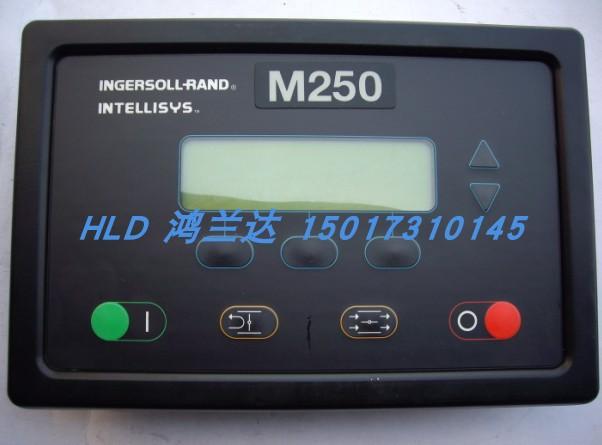 INGERSOLL-RAND®
INTELLISYS™
M250
HLD 鸿兰达 15017310145
I
O